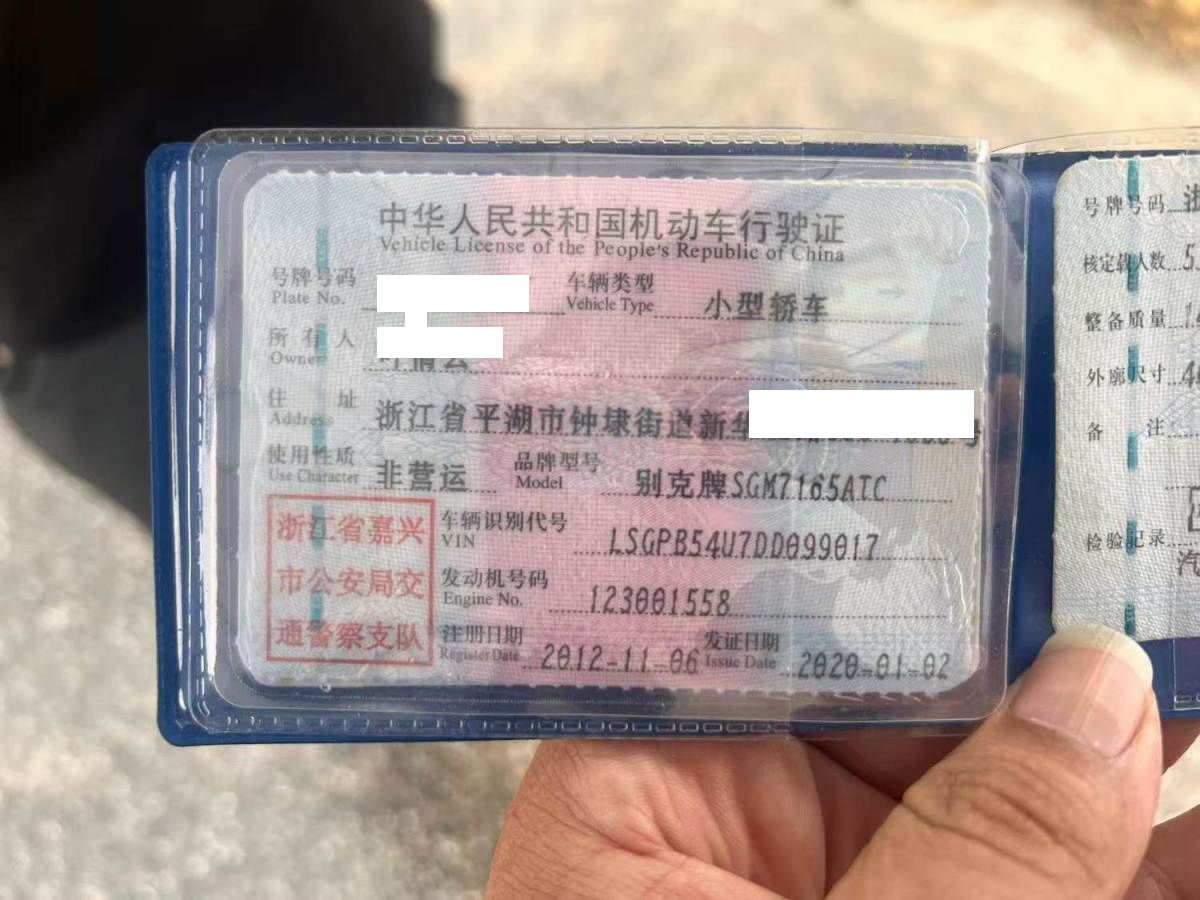 中华人民共和国机动车行驶证
Vehicle License of the People's Republic of China
号牌号码
Plate No.
车辆类型
Vehicle Type
小型轿车
所有人
Owner
住址
Address
浙江省平湖市钟埭街道新华
使用性质
Use Character
非营运
品牌型号
Model
别克牌SGM7165ATC
浙江省嘉兴
市公安局交
通警察支队
车辆识别代号
VIN
LSGPB54U7DD099017
发动机号码
Engine No.
123001558
注册日期
Register Date
2012-11-06
发证日期
Issue Date
2020-01-02
号牌号码
核定载人数 5
整备质量
外廓尺寸
备注
检验记录